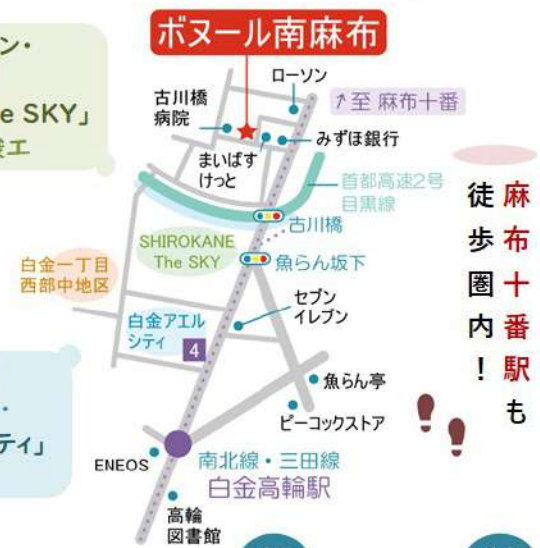 ボヌール南麻布
ン・
e SKY」
ローソン
古川橋
病院
↗至 麻布十番
みずほ銀行
まいばす
けっと
首都高速2号
目黒線
古川橋
SHIROKANE
The SKY
魚らん坂下
白金一丁目
西部中地区
セブン
イレブン
白金アエル
シティ
4
魚らん亭
ピーコックストア
ティ」
ENEOS
南北線・三田線
白金高輪駅
高輪
図書館
麻布十番駅も
徒歩圏内!